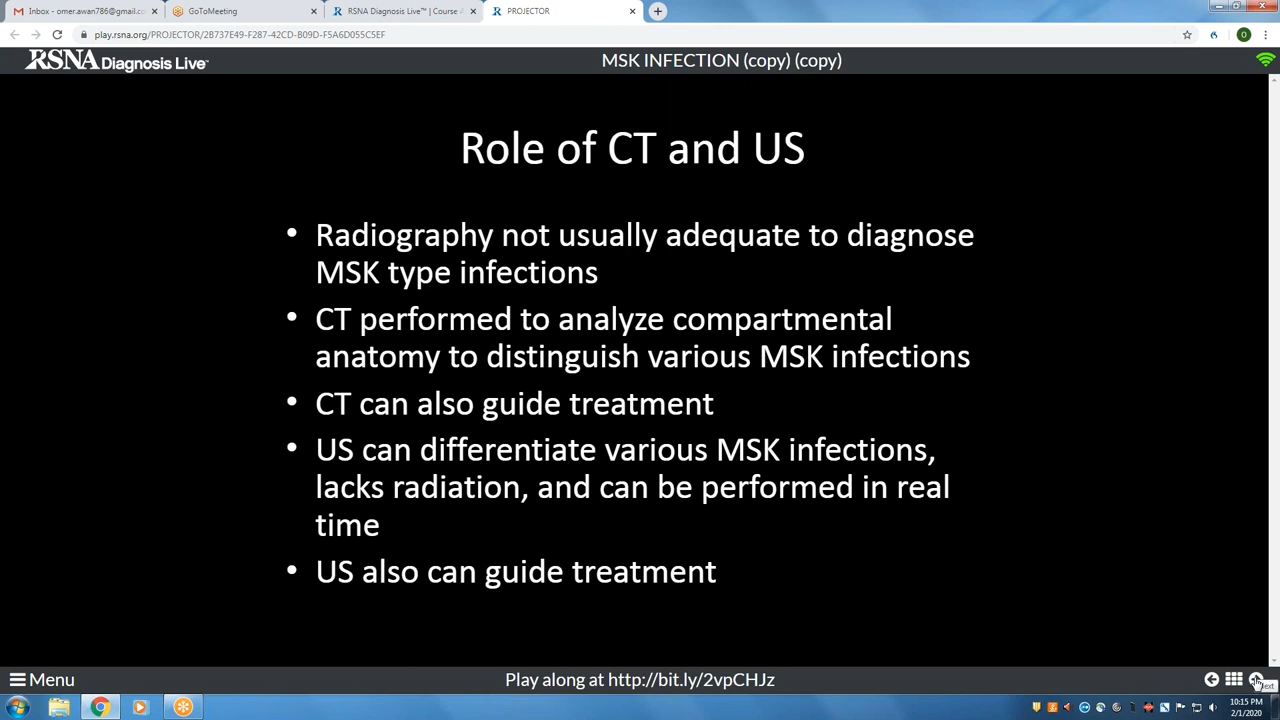 Inbox - omer.awan786@gmail.c
GoToMeeting
RSNA Diagnosis Live™ | Course
PROJECTOR
play.rsna.org/PROJECTOR/2B737E49-F287-42CD-B09D-F5A6D055C5EF
O
RSNA Diagnosis Live™
MSK INFECTION (copy) (copy)
Role of CT and US
• Radiography not usually adequate to diagnose
MSK type infections
• CT performed to analyze compartmental
anatomy to distinguish various MSK infections
• CT can also guide treatment
• US can differentiate various MSK infections,
lacks radiation, and can be performed in real
time
• US also can guide treatment
Menu
Play along at http://bit.ly/2vpCHJz
10:15 PM
2/1/2020